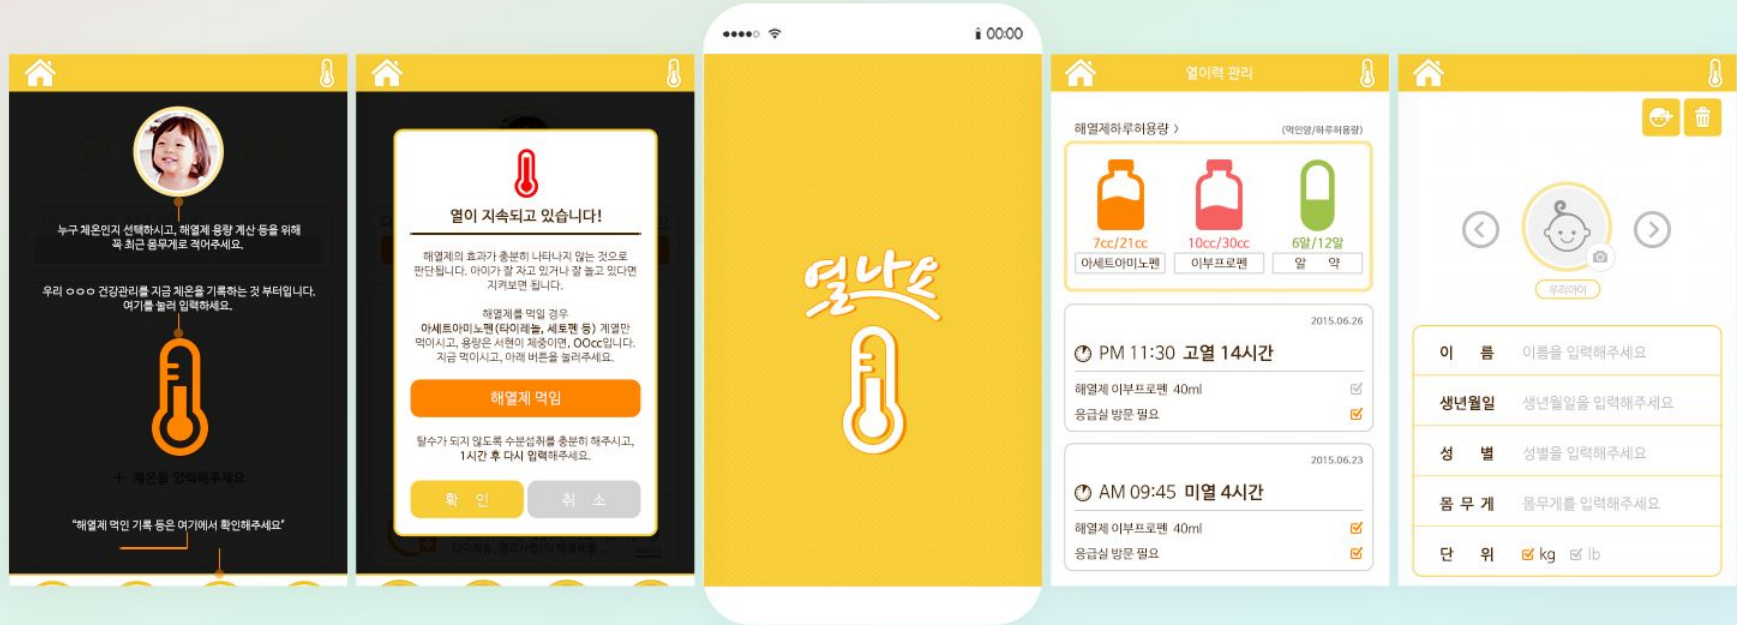 누구 체온인지 선택하시고, 해열제 용량 계산 등을 위해
꼭 최근 몸무게로 적어주세요.
우리 ㅇㅇㅇ 건강관리를 지금 체온을 기록하는 것 부터입니다.
여기를 눌러 입력하세요.
+ 체온을 입력해주세요
"해열제 먹인 기록 등은 여기에서 확인해주세요"
열이 지속되고 있습니다!
해열제의 효과가 충분히 나타나지 않는 것으로
판단됩니다. 아이가 잘 자고 있거나 잘 놀고 있다면
지켜보면 됩니다.
해열제를 먹일 경우
아세트아미노펜(타이레놀, 세토펜 등) 계열만
먹이시고, 용량은 서현이 체중이면, OOcc입니다.
지금 먹이시고, 아래 버튼을 눌러주세요.
해열제 먹임
탈수가 되지 않도록 수분섭취를 충분히 해주시고,
1시간 후 다시 입력해주세요.
확 인
취 소
00:00
열나요
열이력 관리
해열제하루허용량 >
(먹인양/하루허용량)
7cc/21cc
10cc/30cc
6알/12알
아세트아미노펜
이부프로펜
알 약
2015.06.26
PM 11:30 고열 14시간
해열제 이부프로펜 40ml
응급실 방문 필요
2015.06.23
AM 09:45 미열 4시간
해열제 이부프로펜 40ml
응급실 방문 필요
우리아이
이 름 이름을 입력해주세요
생년월일 생년월일을 입력해주세요
성 별 성별을 입력해주세요
몸 무 게 몸무게를 입력해주세요
단 위 kg lb